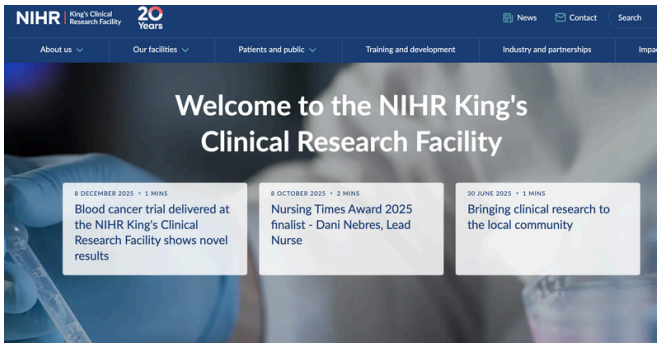 NIHR | King's Clinical
Research Facility
20
Years
News
Contact
Search
About us
Our facilities
Patients and public
Training and development
Industry and partnerships
Welcome to the NIHR King's
Clinical Research Facility
8 DECEMBER 2025 • 1 MINS
Blood cancer trial delivered at
the NIHR King's Clinical
Research Facility shows novel
results
8 OCTOBER 2025 • 2 MINS
Nursing Times Award 2025
finalist - Dani Nebres, Lead
Nurse
30 JUNE 2025 • 1 MINS
Bringing clinical research to
the local community